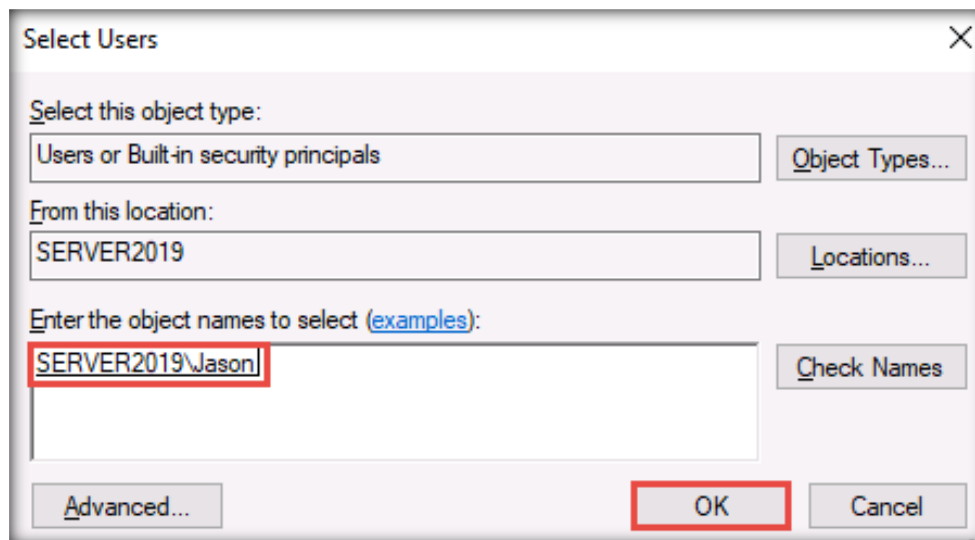 Select Users
Select this object type:
Users or Built-in security principals
Object Types...
From this location:
SERVER2019
Locations...
Enter the object names to select (examples):
SERVER2019\Jason
Check Names
Advanced...
OK
Cancel